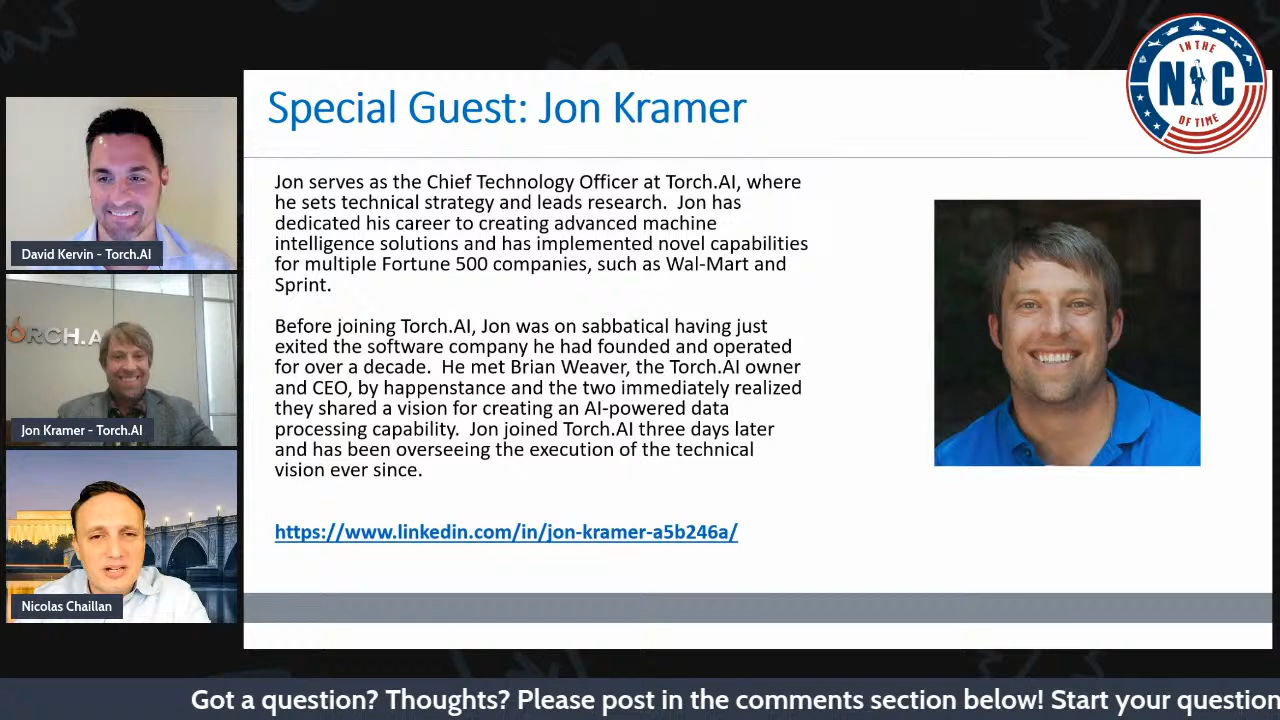 IN THE
NIC
OF TIME
Special Guest: Jon Kramer
Jon serves as the Chief Technology Officer at Torch.AI, where
he sets technical strategy and leads research.  Jon has
dedicated his career to creating advanced machine
intelligence solutions and has implemented novel capabilities
for multiple Fortune 500 companies, such as Wal-Mart and
Sprint.
Before joining Torch.AI, Jon was on sabbatical having just
exited the software company he had founded and operated
for over a decade.  He met Brian Weaver, the Torch.AI owner
and CEO, by happenstance and the two immediately realized
they shared a vision for creating an AI-powered data
processing capability.  Jon joined Torch.AI three days later
and has been overseeing the execution of the technical
vision ever since.
https://www.linkedin.com/in/jon-kramer-a5b246a/
David Kervin - Torch.AI
ORCH.A
Jon Kramer - Torch.AI
Nicolas Chaillan
Got a question? Thoughts? Please post in the comments section below! Start your question